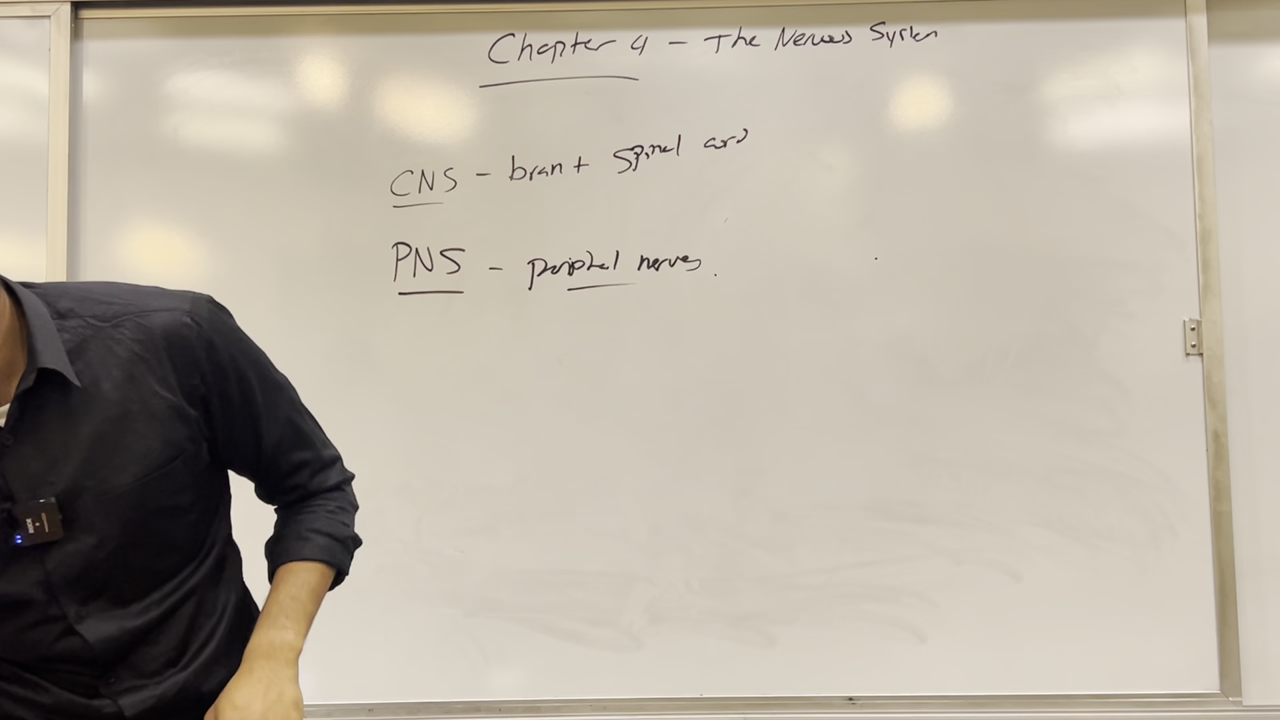 Chapter 4 - The Nervous System
CNS - brain + spinal cord
PNS - peripheral nerves.